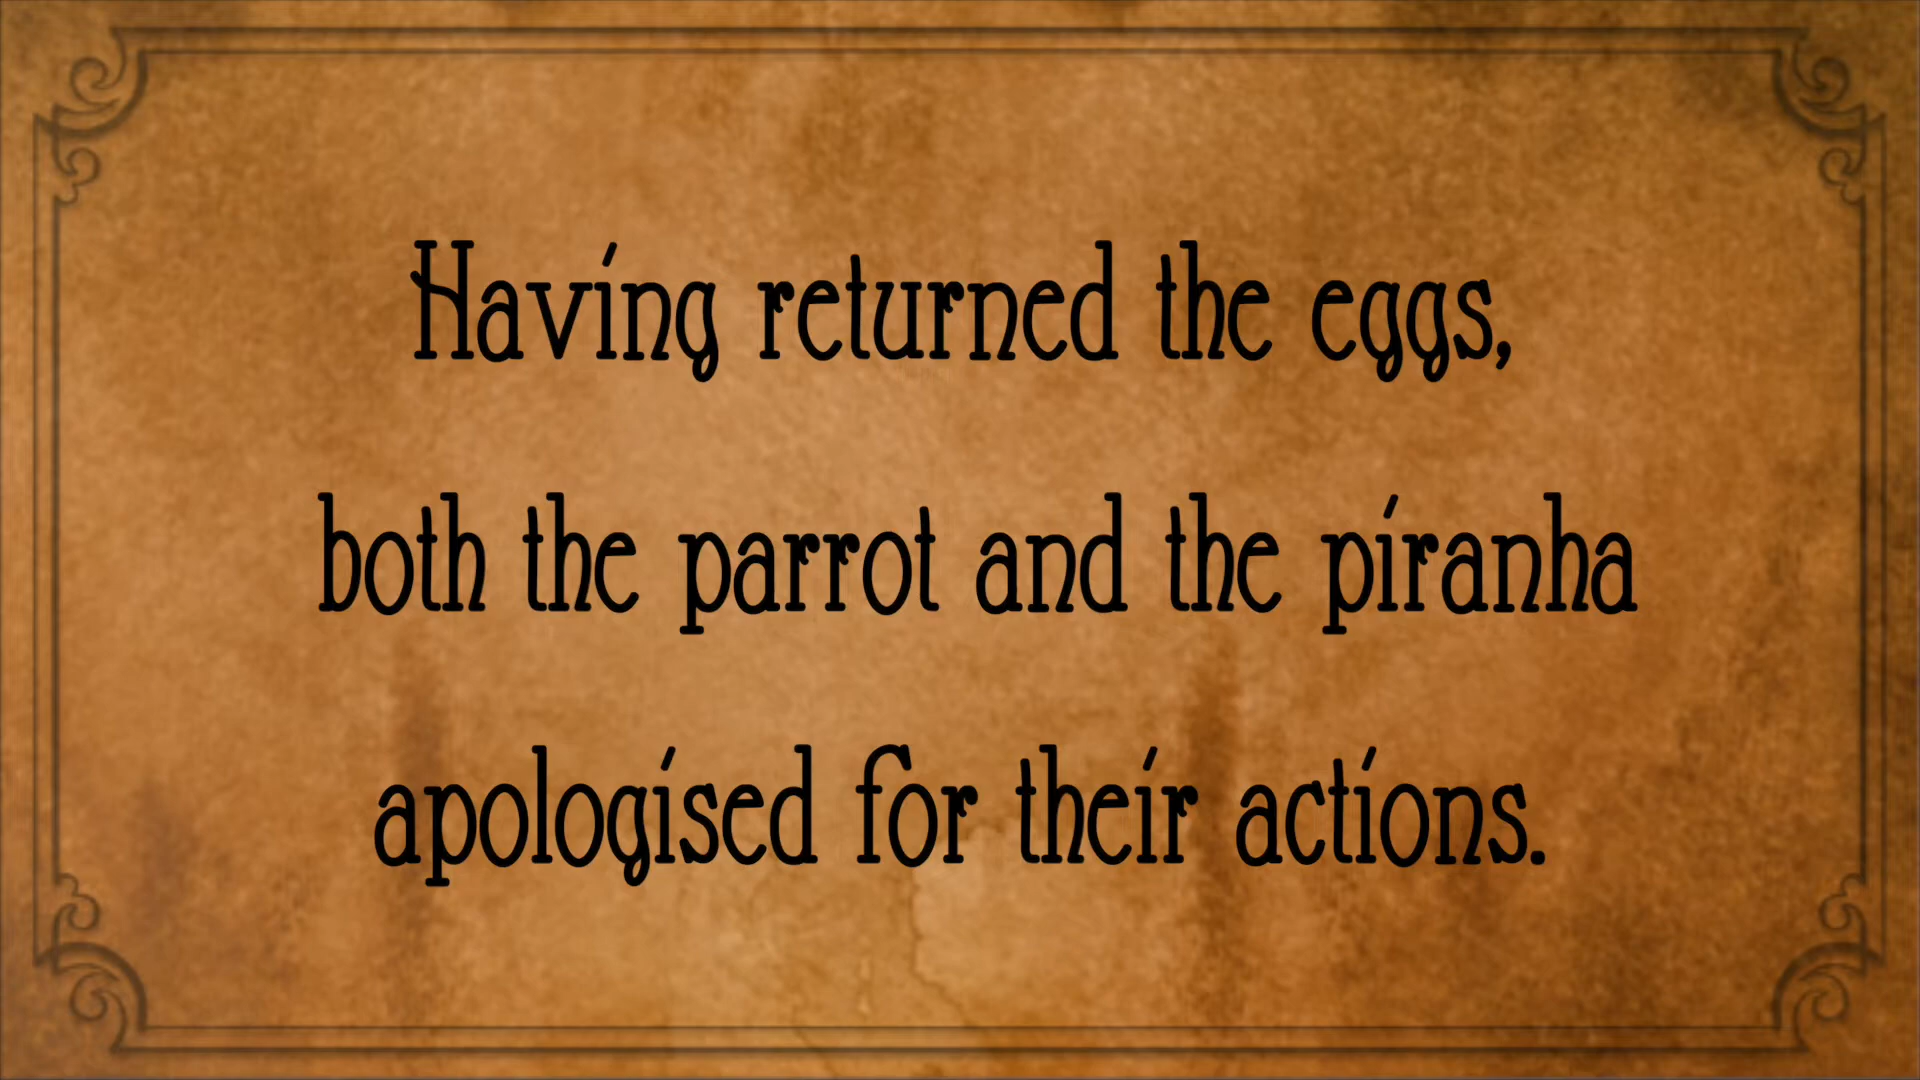 Having returned the eggs,
both the parrot and the piranha
apologised for their actions.